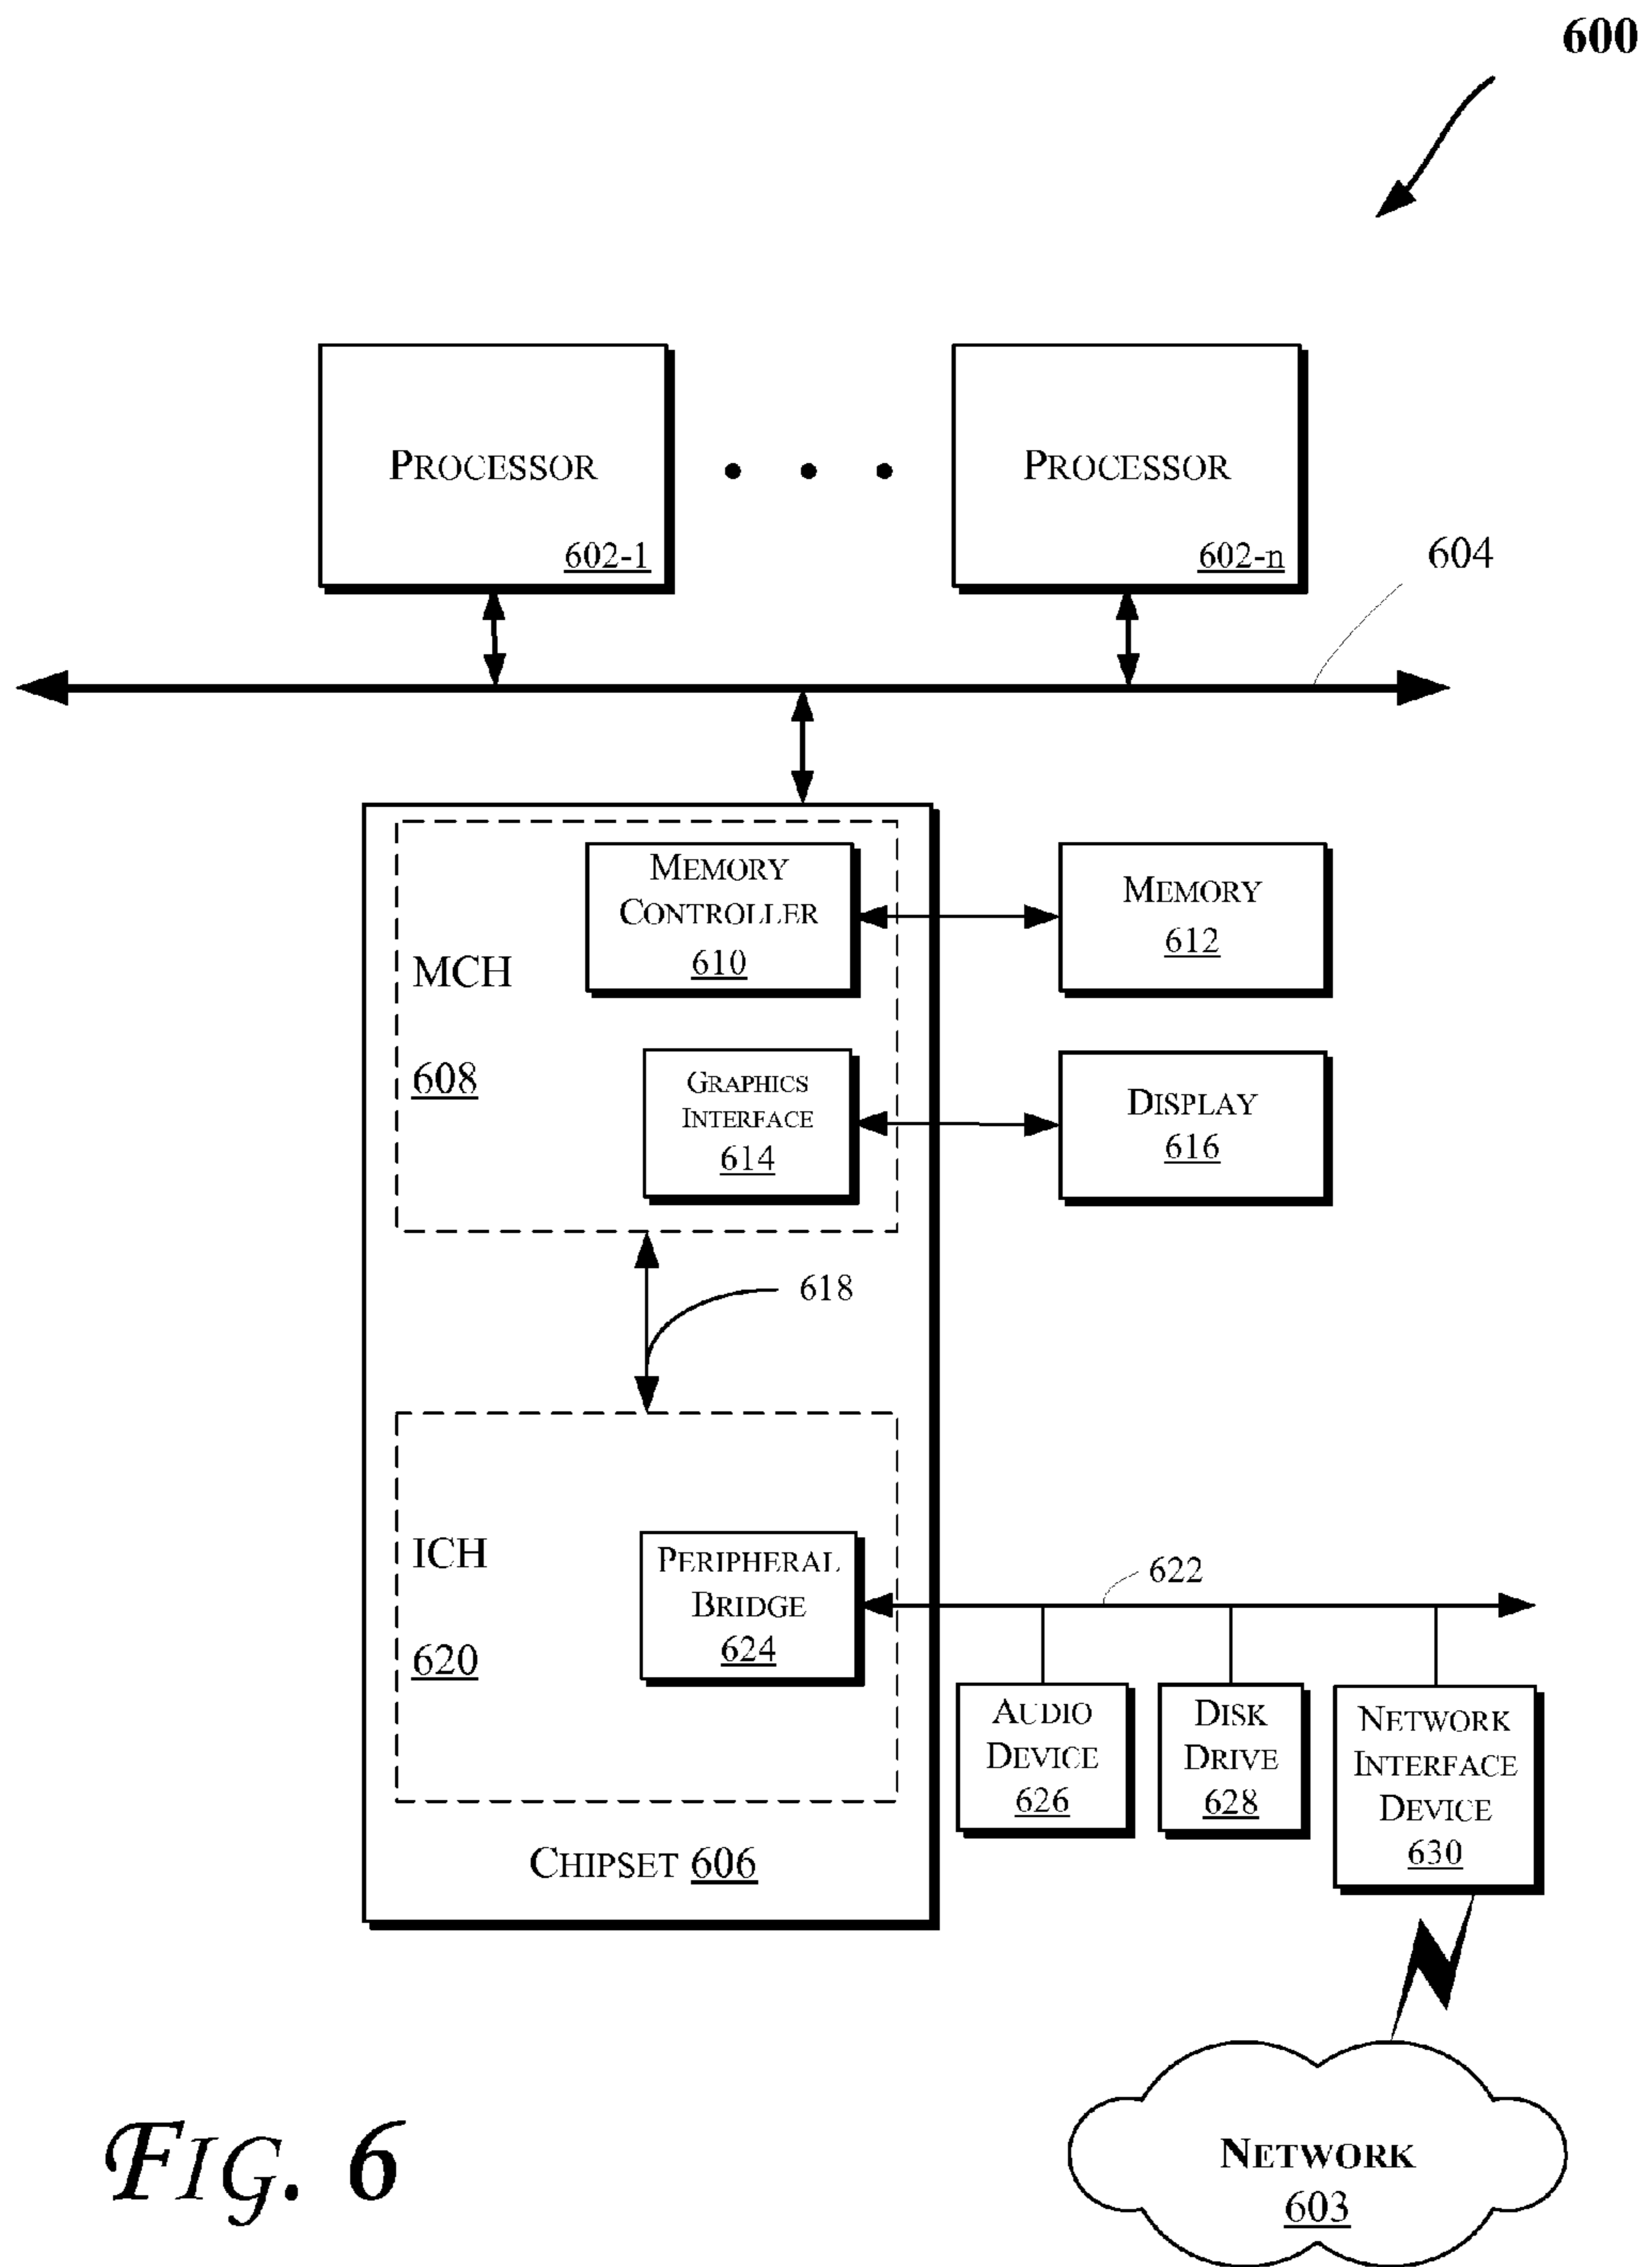 600
PROCESSOR
602-1
PROCESSOR
602-n
604
MEMORY
CONTROLLER
610
MEMORY
612
MCH
608
GRAPHICS
INTERFACE
614
DISPLAY
616
618
ICH
620
PERIPHERAL
BRIDGE
624
622
AUDIO
DEVICE
626
DISK
DRIVE
628
NETWORK
INTERFACE
DEVICE
630
CHIPSET 606
NETWORK
603
FIG. 6